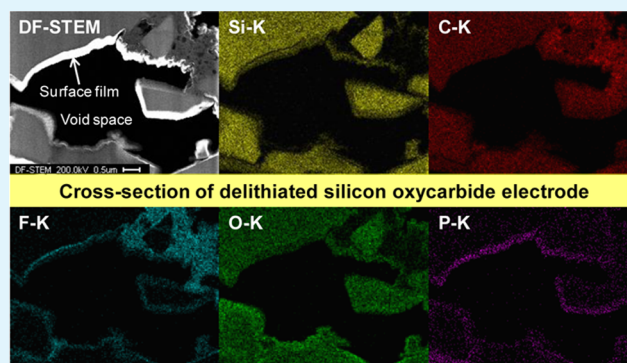 DF-STEM
Si-K
C-K
Surface film
Void space
DF-STEM 200.0kV 0.5um
Cross-section of delithiated silicon oxycarbide electrode
F-K
O-K
P-K